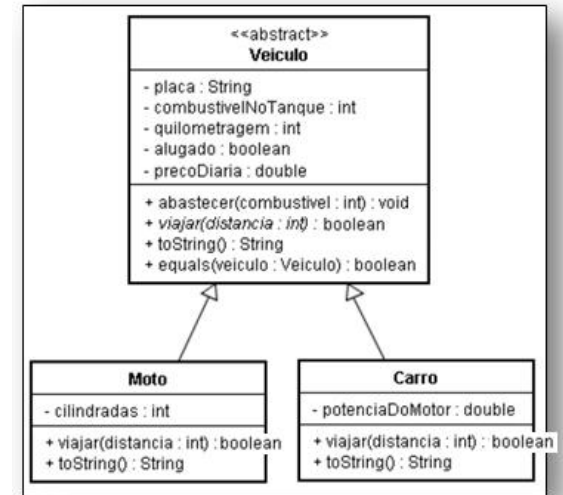 <<abstract>>
Veiculo
- placa : String
- combustivelNoTanque : int
- quilometragem : int
- alugado : boolean
- precoDiaria : double
+ abastecer(combustivel : int) : void
+ viajar(distancia : int) : boolean
+ toString() : String
+ equals(veiculo : Veiculo) : boolean
Moto
- cilindradas : int
+ viajar(distancia : int) : boolean
+ toString() : String
Carro
- potenciaDoMotor : double
+ viajar(distancia : int) : boolean
+ toString() : String